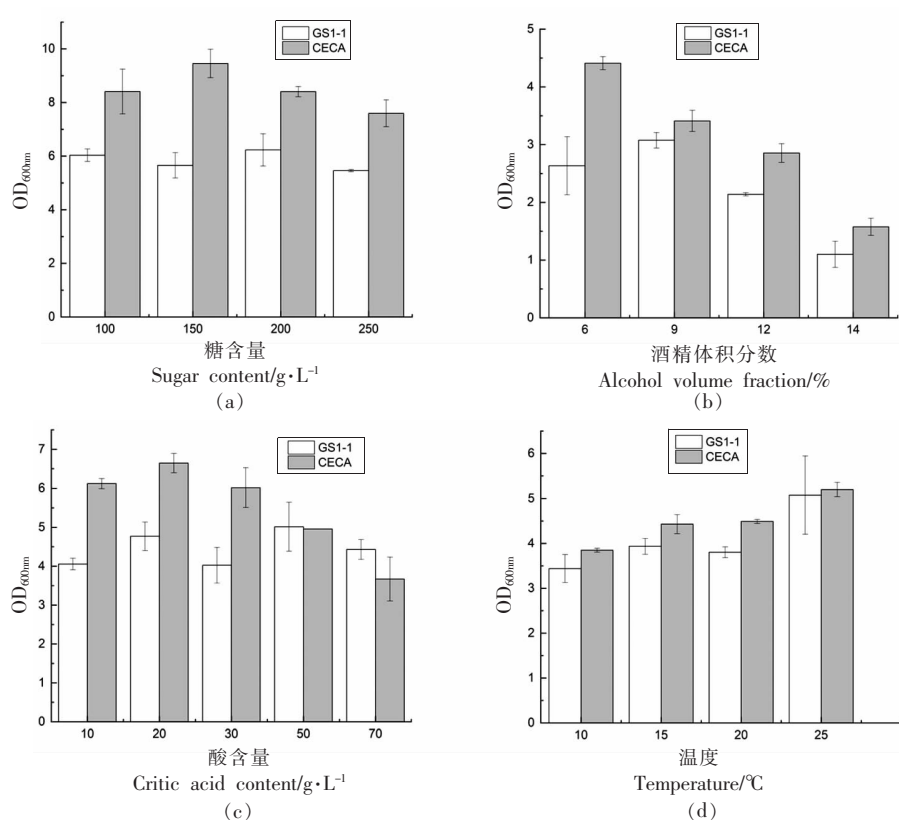 GS1-1
CECA
10
8
6
4
2
0
OD600nm
100 150 200 250
糖含量
Sugar content/g·L⁻¹
(a)
GS1-1
CECA
5
4
3
2
1
0
OD600nm
6 9 12 14
酒精体积分数
Alcohol volume fraction/%
(b)
GS1-1
CECA
7
6
5
4
3
2
1
0
OD600nm
10 20 30 50 70
酸含量
Critic acid content/g·L⁻¹
(c)
GS1-1
CECA
6
5
4
3
2
1
0
OD600nm
10 15 20 25
温度
Temperature/℃
(d)